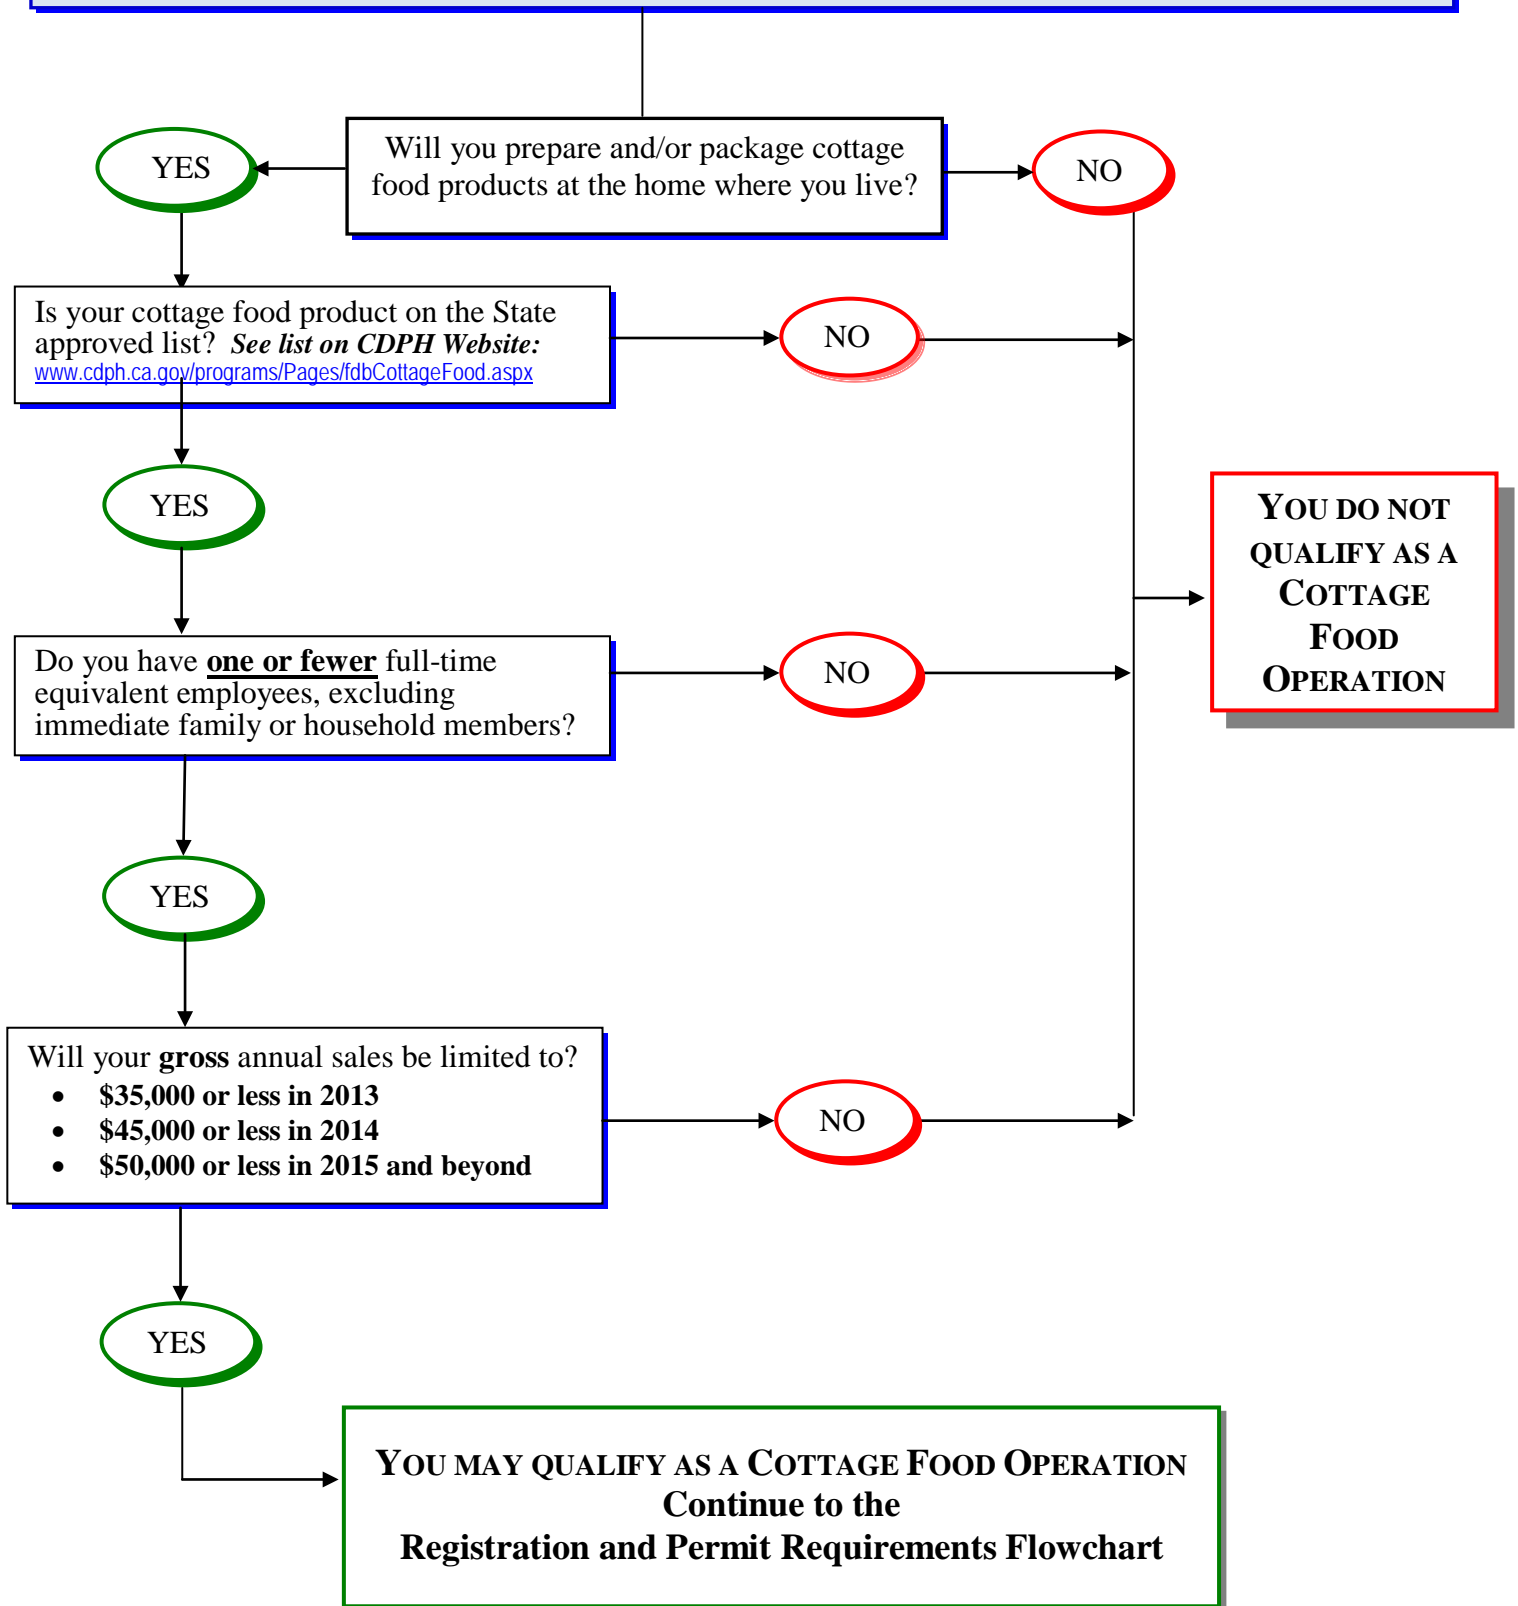 Will you prepare and/or package cottage
food products at the home where you live?
YES
NO
Is your cottage food product on the State
approved list?  See list on CDPH Website:
www.cdph.ca.gov/programs/Pages/fdbCottageFood.aspx
NO
YES
YOU DO NOT
QUALIFY AS A
COTTAGE
FOOD
OPERATION
Do you have one or fewer full-time
equivalent employees, excluding
immediate family or household members?
NO
YES
Will your gross annual sales be limited to?
• $35,000 or less in 2013
• $45,000 or less in 2014
• $50,000 or less in 2015 and beyond
NO
YES
YOU MAY QUALIFY AS A COTTAGE FOOD OPERATION
Continue to the
Registration and Permit Requirements Flowchart